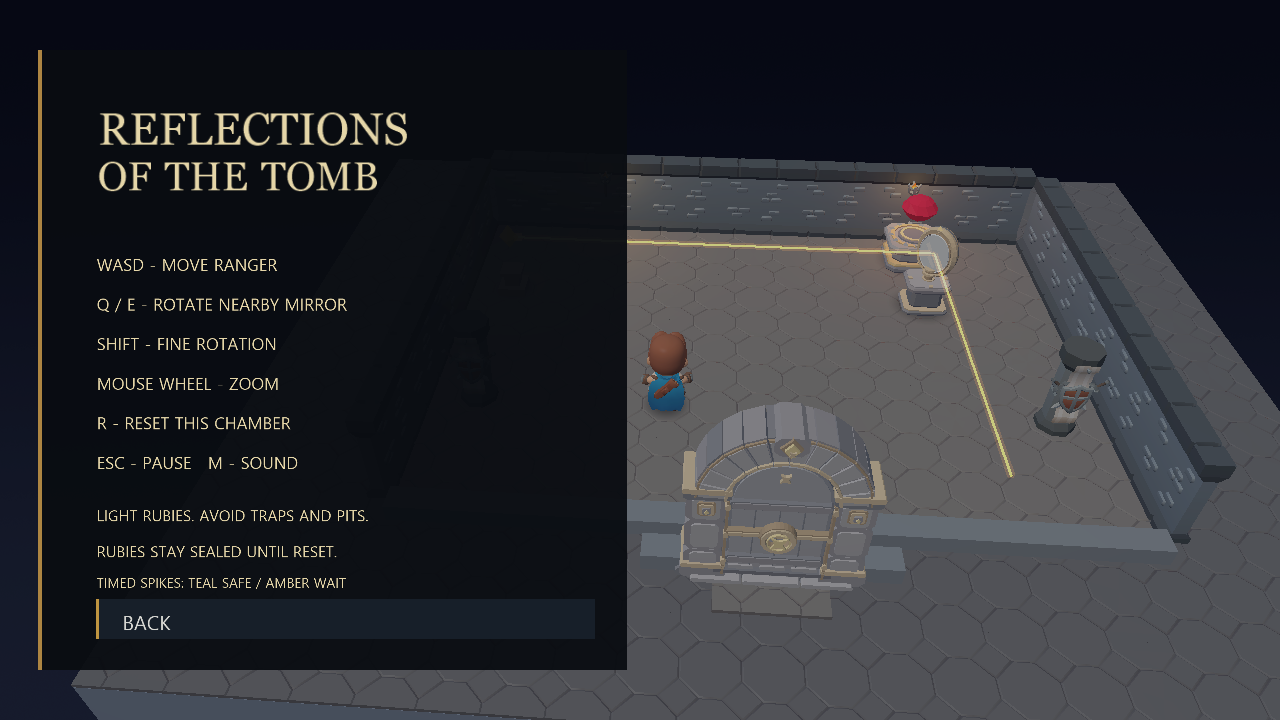 REFLECTIONS
OF THE TOMB
WASD - MOVE RANGER
Q / E - ROTATE NEARBY MIRROR
SHIFT - FINE ROTATION
MOUSE WHEEL - ZOOM
R - RESET THIS CHAMBER
ESC - PAUSE   M - SOUND
LIGHT RUBIES. AVOID TRAPS AND PITS.
RUBIES STAY SEALED UNTIL RESET.
TIMED SPIKES: TEAL SAFE / AMBER WAIT
BACK